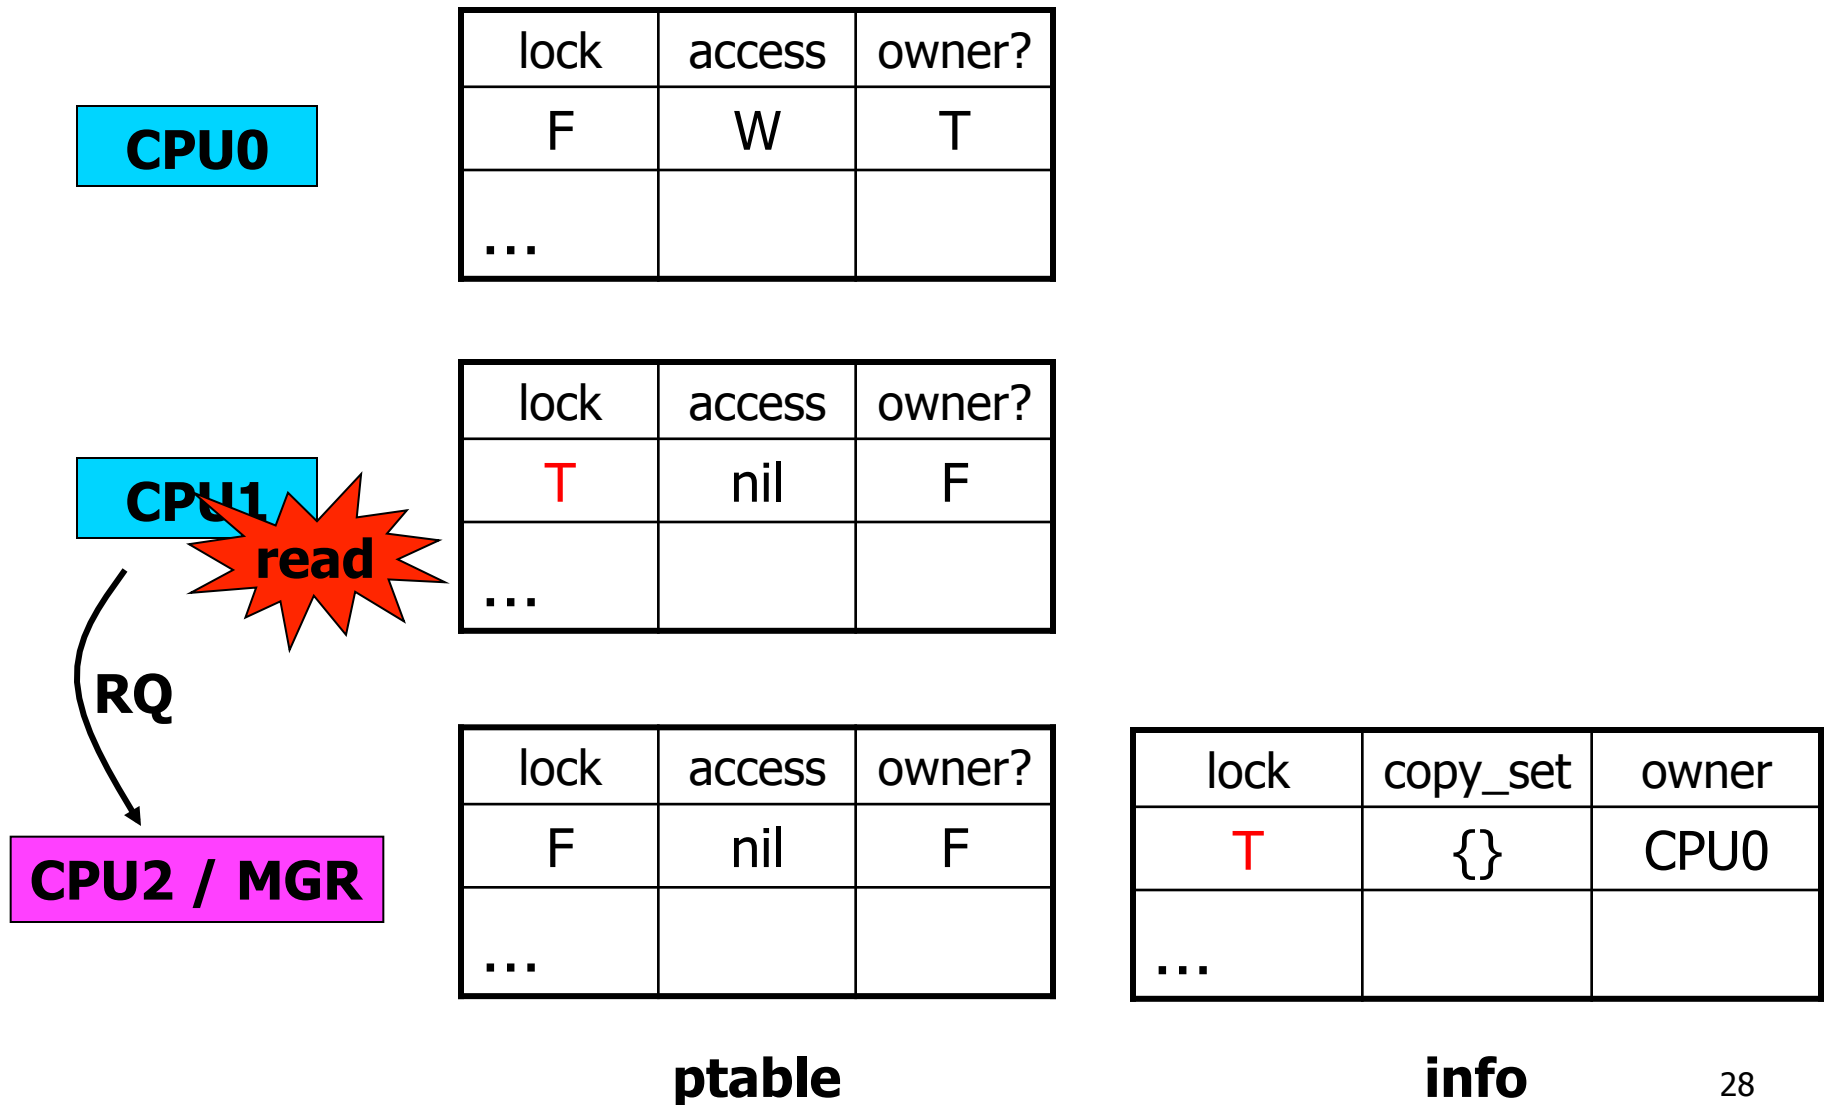 lock access owner?
CPU0
F W T
...
lock access owner?
CPU1
T nil F
read
...
RQ
lock access owner?
lock copy_set owner
CPU2 / MGR
F nil F
T {} CPU0
...
...
ptable
info
28